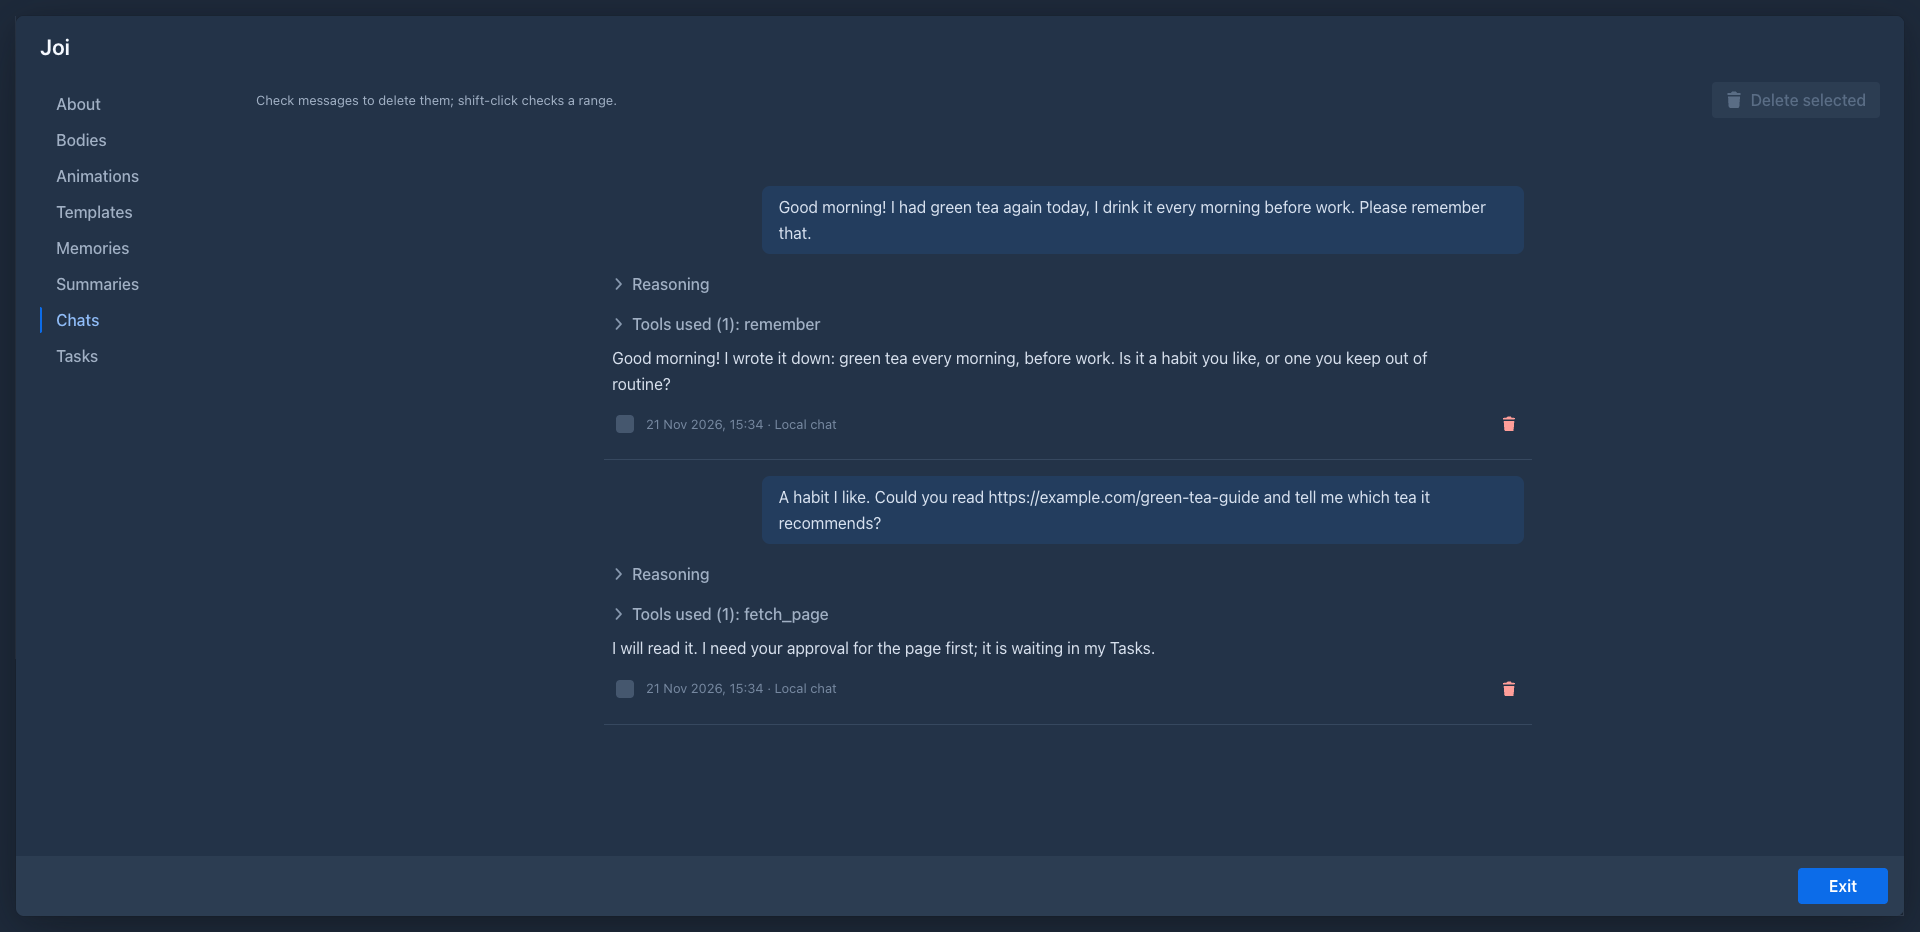 Joi
About
Bodies
Animations
Templates
Memories
Summaries
Chats
Tasks
Check messages to delete them; shift-click checks a range.
Delete selected
Good morning! I had green tea again today, I drink it every morning before work. Please remember
that.
Reasoning
Tools used (1): remember
Good morning! I wrote it down: green tea every morning, before work. Is it a habit you like, or one you keep out of
routine?
21 Nov 2026, 15:34 · Local chat
A habit I like. Could you read https://example.com/green-tea-guide and tell me which tea it
recommends?
Reasoning
Tools used (1): fetch_page
I will read it. I need your approval for the page first; it is waiting in my Tasks.
21 Nov 2026, 15:34 · Local chat
Exit